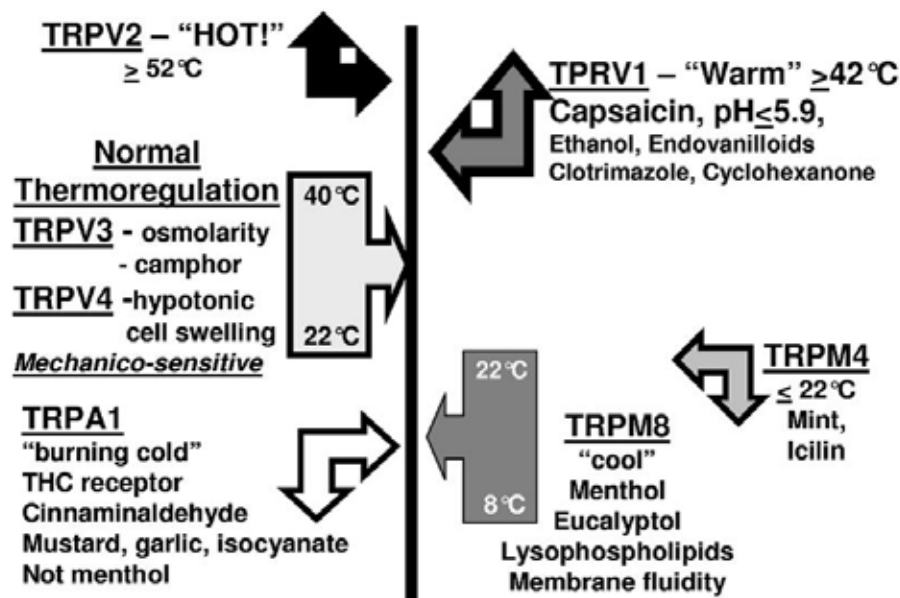 TRPV2 – “HOT!”
≥ 52°C
TPRV1 – “Warm” ≥42°C
Capsaicin, pH≤5.9,
Ethanol, Endovanilloids
Clotrimazole, Cyclohexanone
Normal
Thermoregulation
TRPV3 - osmolarity
- camphor
TRPV4 -hypotonic
cell swelling
Mechanico-sensitive
40°C
22°C
TRPM4
≤ 22°C
Mint,
Icilin
TRPA1
“burning cold”
THC receptor
Cinnaminaldehyde
Mustard, garlic, isocyanate
Not menthol
22°C
8°C
TRPM8
“cool”
Menthol
Eucalyptol
Lysophospholipids
Membrane fluidity